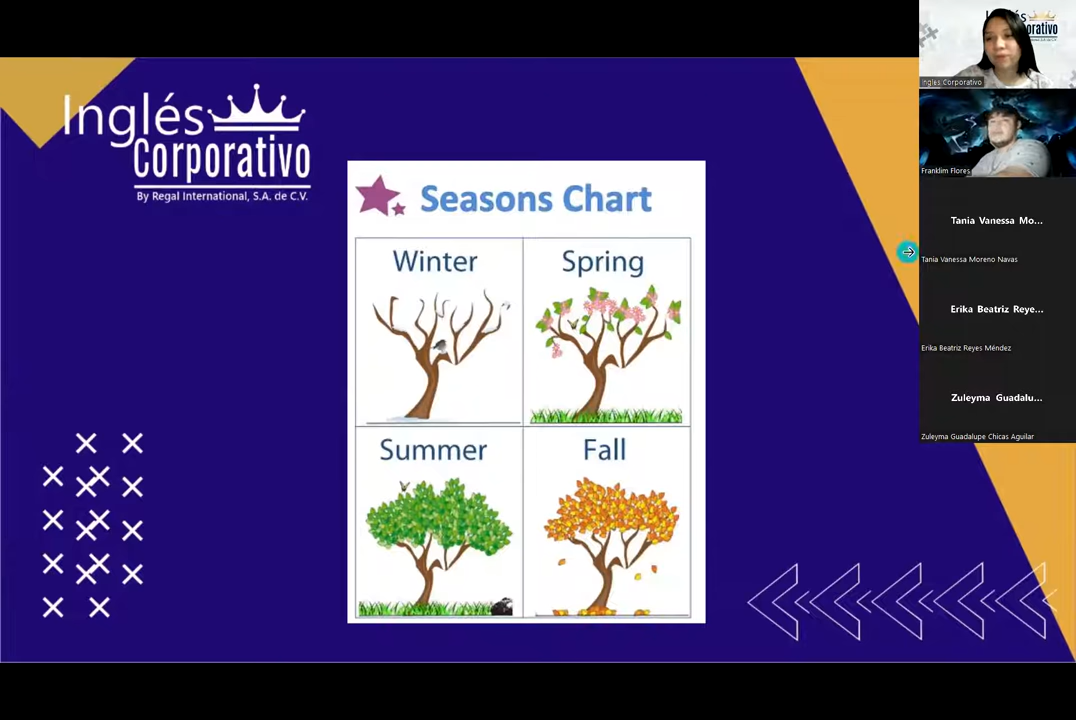 Inglés
Corporativo
By Regal International, S.A. de C.V.
Seasons Chart
Winter
Spring
Summer
Fall
Inglés Corporativo
Franklim Flores
Tania Vanessa Mo...
Tania Vanessa Moreno Navas
Erika Beatriz Reye...
Erika Beatriz Reyes Méndez
Zuleyma Guadalu...
Zuleyma Guadalupe Chicas Aguilar